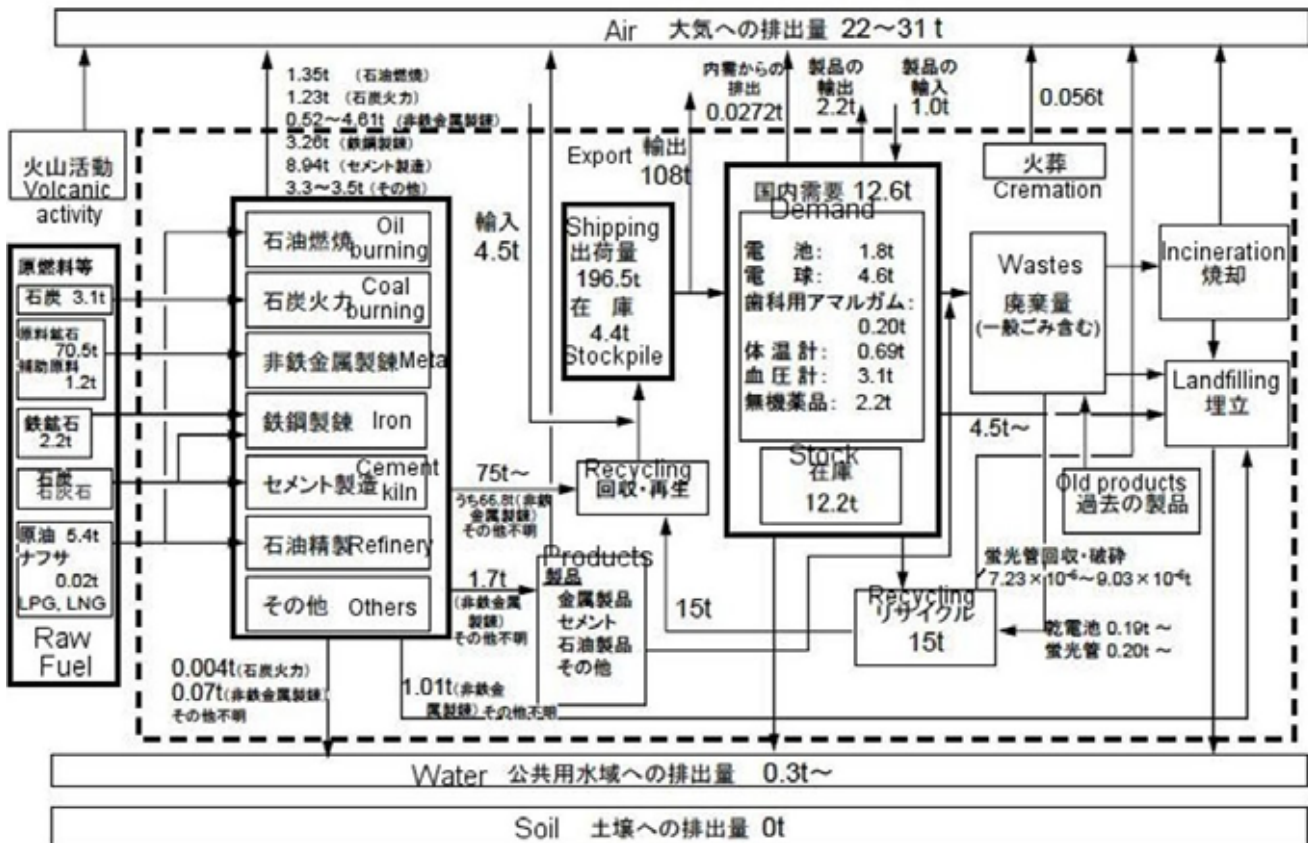 Air 大気への排出量 22～31 t
1.35t (石油燃焼)
1.23t (石炭火力)
0.52～4.61t (非鉄金属製錬)
3.26t (鉄鋼製錬)
8.94t (セメント製造)
3.3～3.5t (その他)
内需からの
排出
0.0272t
製品の
輸出
2.2t
製品の
輸入
1.0t
0.056t
火山活動
Volcanic
activity
火葬
Cremation
Export 輸出
108t
輸入
4.5t
原燃料等
石炭 3.1t
原料鉱石
70.5t
補助原料
1.2t
鉄鉱石
2.2t
石炭
石灰石
原油 5.4t
ナフサ
0.02t
LPG, LNG
Raw
Fuel
石油燃焼 Oil
burning
石炭火力 Coal
burning
非鉄金属製錬Meta
鉄鋼製錬 Iron
セメント製造 Cement
kiln
石油精製Refinery
その他 Others
Shipping
出荷量
196.5t
在 庫
4.4t
Stockpile
国内需要 12.6t
Demand
電 池: 1.8t
電 球: 4.6t
歯科用アマルガム:
0.20t
体 温 計: 0.69t
血 圧 計: 3.1t
無機薬品: 2.2t
Stock
在庫
12.2t
Wastes
廃棄量
(一般ごみ含む)
Incineration
焼却
Landfilling
埋立
4.5t～
Old products
過去の製品
75t～
うち66.8t(非鉄
金属製錬)
その他不明
Recycling
回収・再生
1.7t
(非鉄金属
製錬)
その他不明
Products
製品
金属製品
セメント
石油製品
その他
15t
Recycling
リサイクル
15t
蛍光管回収・破砕
7.23×10⁻⁶～9.03×10⁻⁶t
乾電池 0.19t ～
蛍光管 0.20t ～
0.004t(石炭火力)
0.07t(非鉄金属製錬)
その他不明
1.01t(非鉄金
属製錬) その他不明
Water 公共用水域への排出量 0.3t～
Soil 土壌への排出量 0t